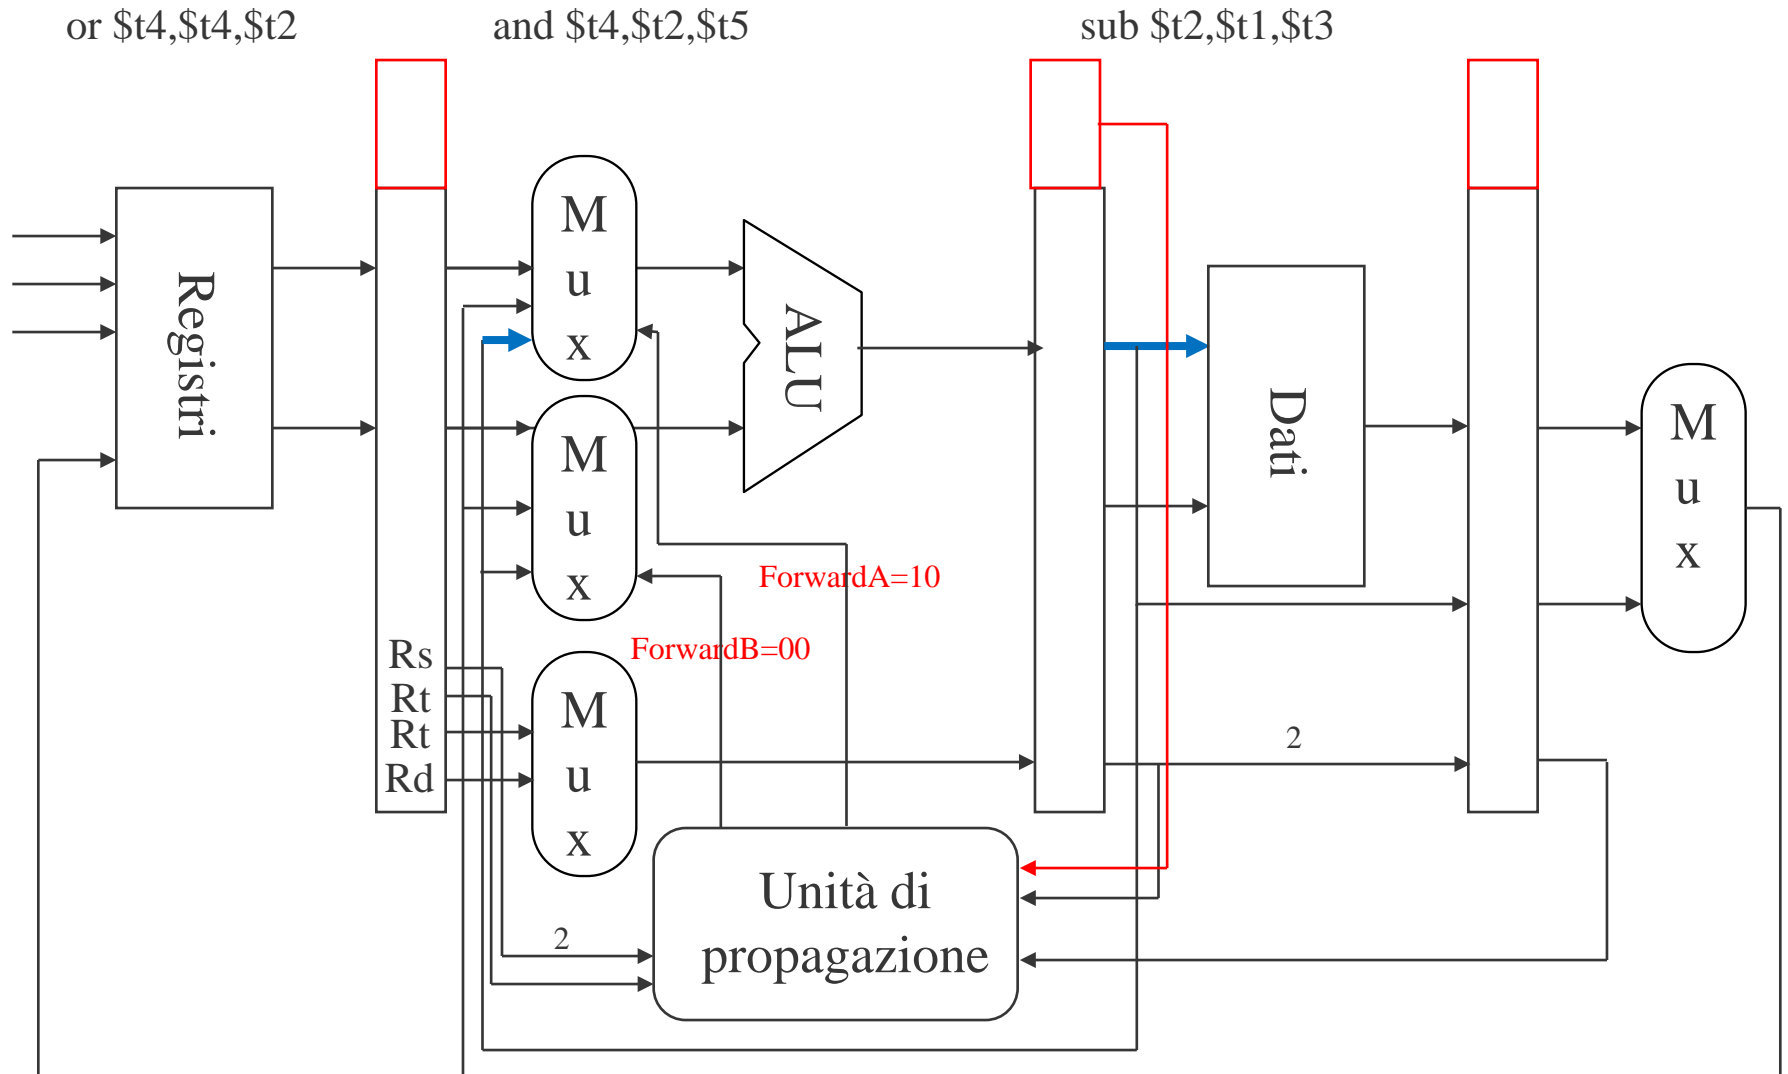 or $t4,$t4,$t2
and $t4,$t2,$t5
sub $t2,$t1,$t3
Registri
M
u
x
M
u
x
ALU
Dati
M
u
x
ForwardA=10
ForwardB=00
Rs
Rt
Rt
Rd
M
u
x
2
2
Unità di
propagazione